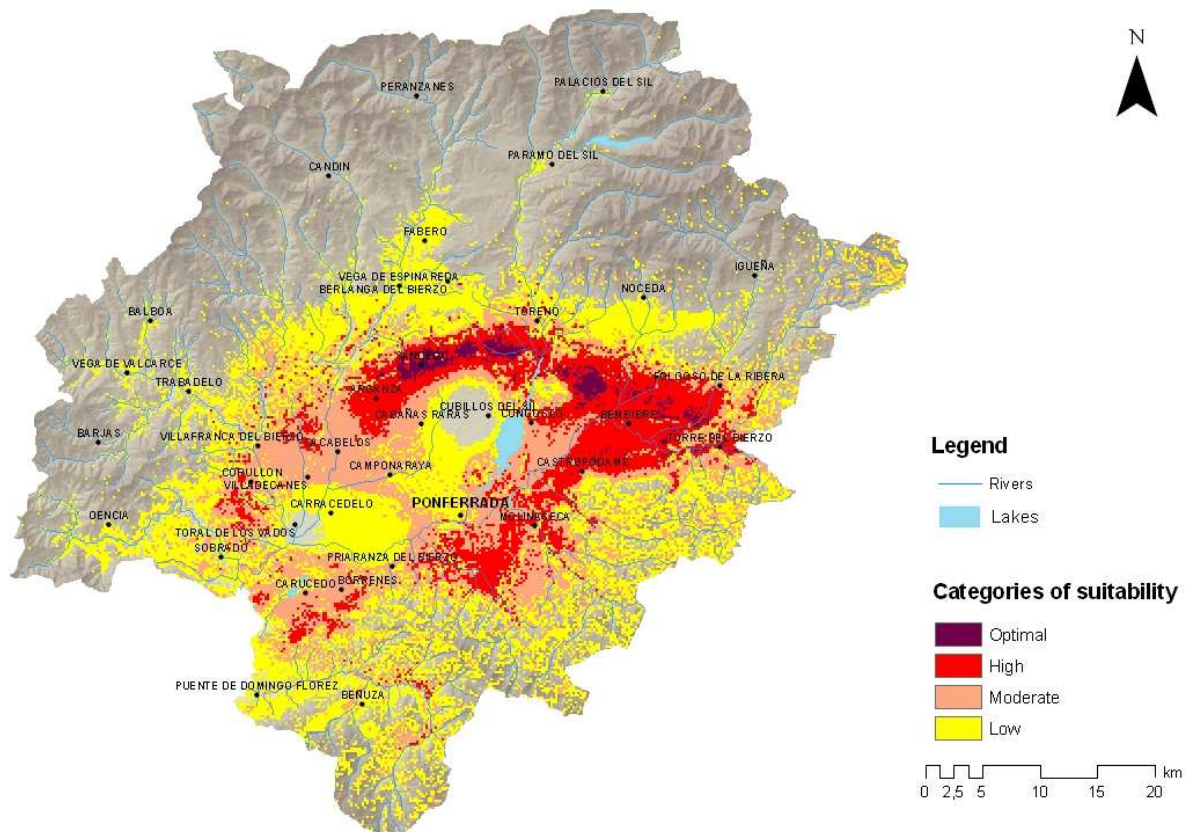 N
PERANZANES
PALACIOS DEL SIL
PARAMO DEL SIL
CANDIN
FABERO
IGUEÑA
VEGA DE ESPINAREDA
BERLANGA DEL BIERZO
NOCEDA
BALBOA
TORENO
VEGA DE VALCARCE
TRABADELO
ARGANZA
FOLGOSO DE LA RIBERA
CUBILLOS DEL SIL
CABAÑAS RARAS
CONGOSTO
BEMBIBRE
BARJAS
VILLAFRANCA DEL BIERZO
TORRE DEL BIERZO
CACABELOS
CAMPONARAYA
CASTROPODAME
CORULLON
VILLADECANES
CARRACEDELO
PONFERRADA
MOLINASECA
OENCIA
TORAL DE LOS VADOS
SOBRADO
PRIARANZA DEL BIERZO
CARUCEDO
BORRENES
PUENTE DE DOMINGO FLOREZ
BENUZA
Legend
Rivers
Lakes
Categories of suitability
Optimal
High
Moderate
Low
km
0 2,5 5 10 15 20